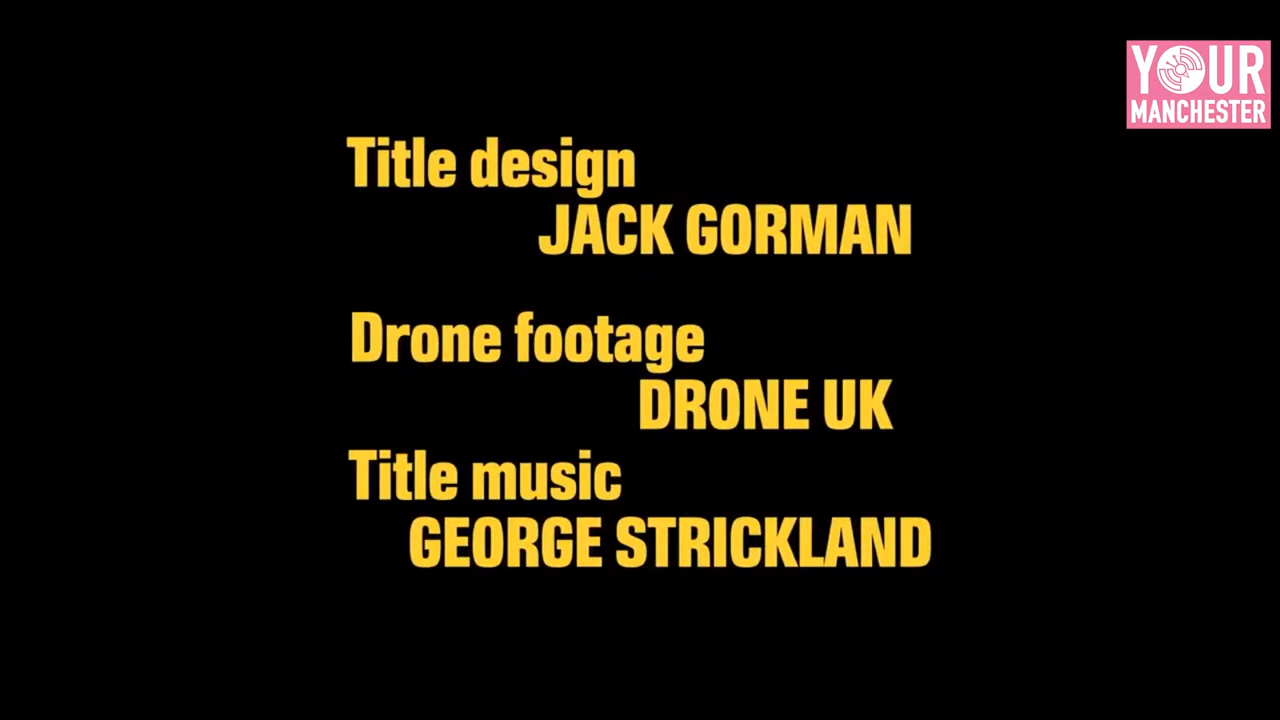 YOUR
MANCHESTER
Title design
JACK GORMAN
Drone footage
DRONE UK
Title music
GEORGE STRICKLAND